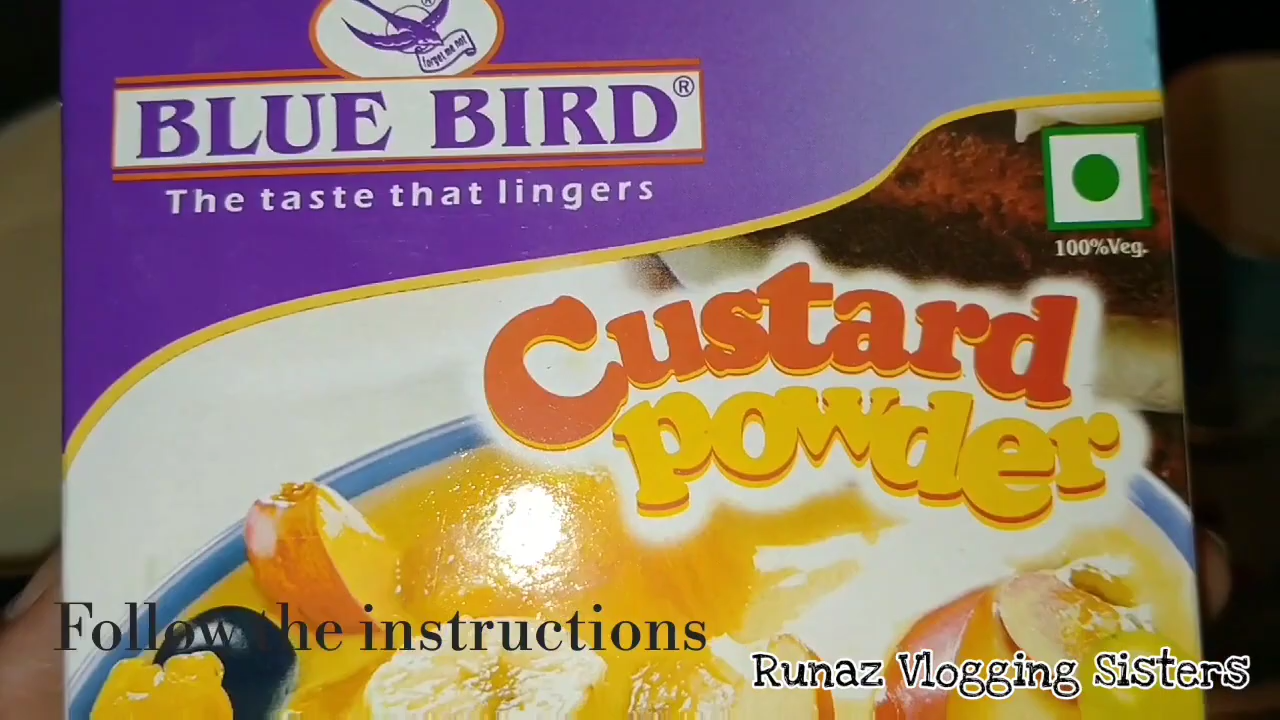 forget me not
BLUE BIRD®
The taste that lingers
100%Veg.
Custard
powder
Follow the instructions
Runaz Vlogging Sisters